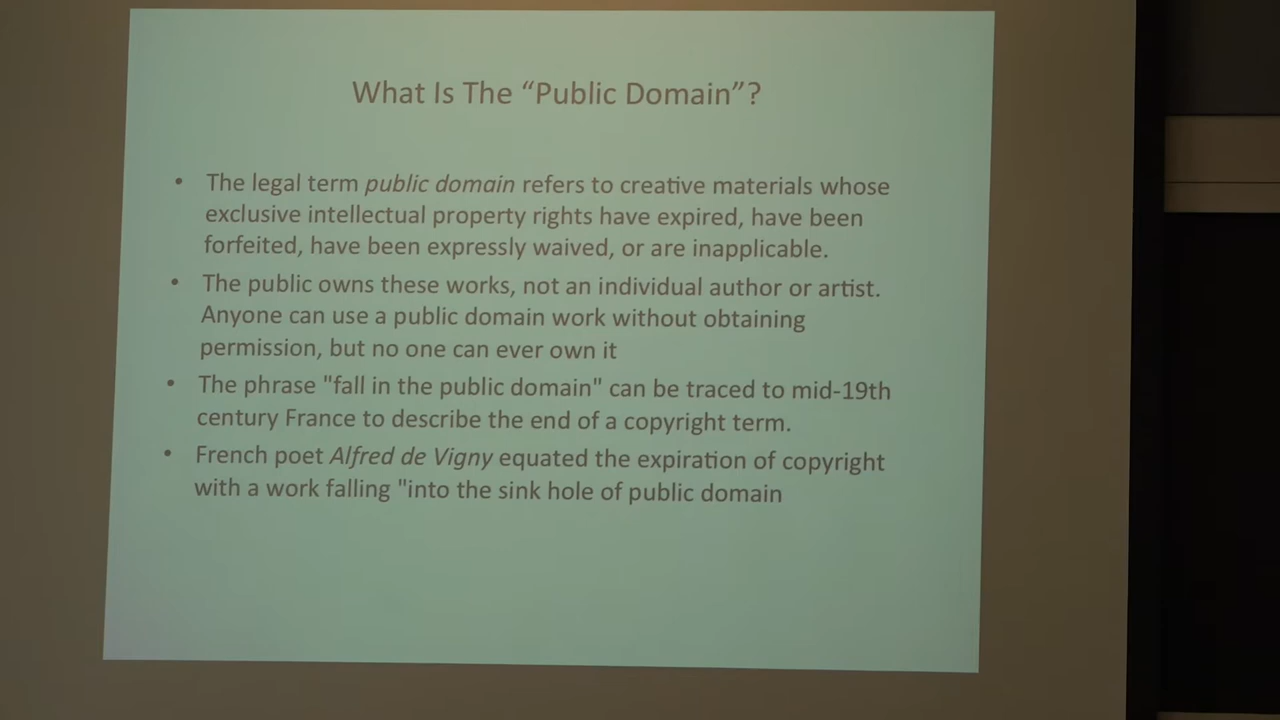 What Is The “Public Domain”?
• The legal term public domain refers to creative materials whose
exclusive intellectual property rights have expired, have been
forfeited, have been expressly waived, or are inapplicable.
• The public owns these works, not an individual author or artist.
Anyone can use a public domain work without obtaining
permission, but no one can ever own it
• The phrase "fall in the public domain" can be traced to mid-19th
century France to describe the end of a copyright term.
• French poet Alfred de Vigny equated the expiration of copyright
with a work falling "into the sink hole of public domain